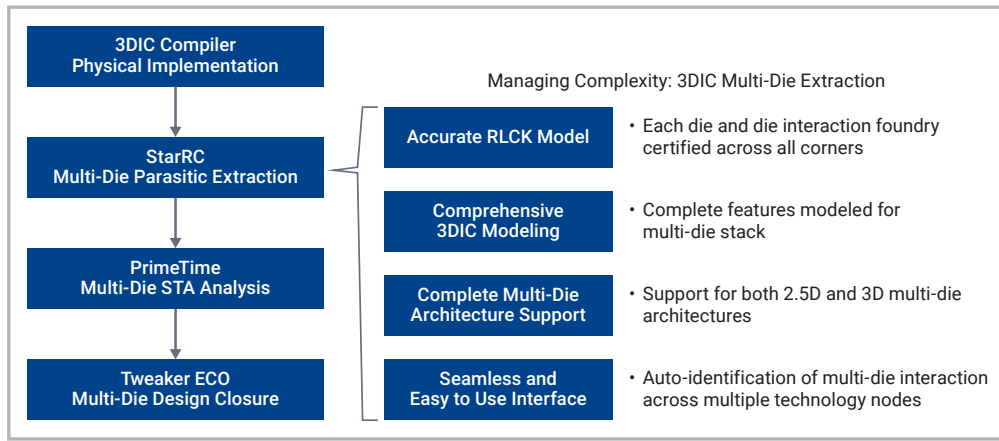 3DIC Compiler
Physical Implementation
StarRC
Multi-Die Parasitic Extraction
PrimeTime
Multi-Die STA Analysis
Tweaker ECO
Multi-Die Design Closure
Managing Complexity: 3DIC Multi-Die Extraction
Accurate RLCK Model
• Each die and die interaction foundry
certified across all corners
Comprehensive
3DIC Modeling
• Complete features modeled for
multi-die stack
Complete Multi-Die
Architecture Support
• Support for both 2.5D and 3D multi-die
architectures
Seamless and
Easy to Use Interface
• Auto-identification of multi-die interaction
across multiple technology nodes